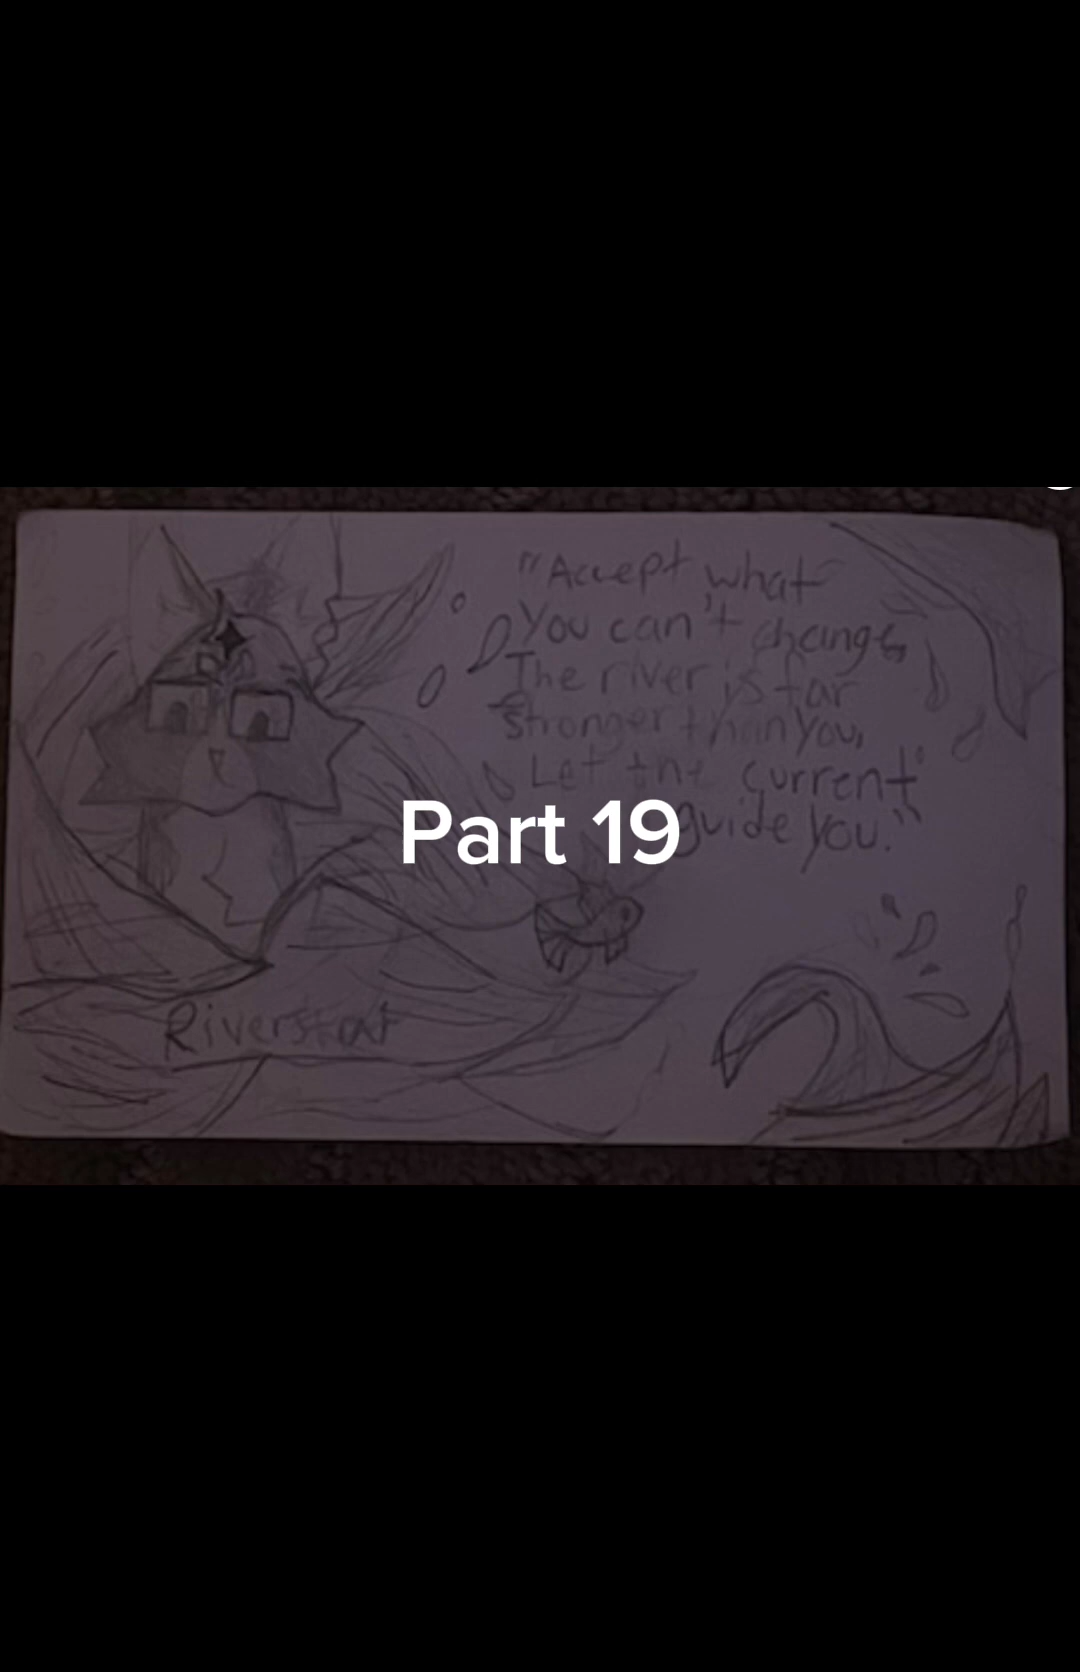 "Accept what
You can't change,
The river is far
stronger than you,
Let the current
guide you."
Part 19